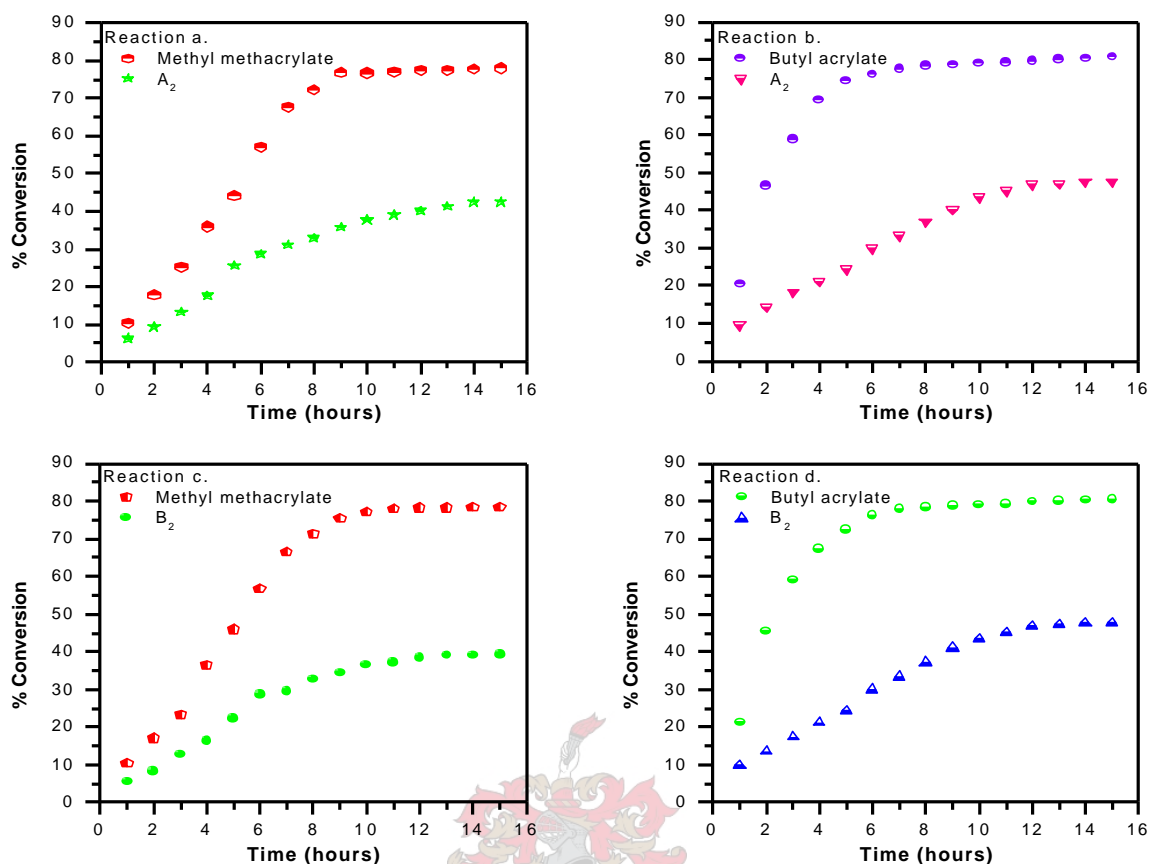 Reaction a.
Methyl methacrylate
A2
% Conversion
90
80
70
60
50
40
30
20
10
0
0 2 4 6 8 10 12 14 16
Time (hours)
Reaction b.
Butyl acrylate
A2
% Conversion
90
80
70
60
50
40
30
20
10
0
0 2 4 6 8 10 12 14 16
Time (hours)
Reaction c.
Methyl methacrylate
B2
% Conversion
90
80
70
60
50
40
30
20
10
0
0 2 4 6 8 10 12 14 16
Time (hours)
Reaction d.
Butyl acrylate
B2
% Conversion
90
80
70
60
50
40
30
20
10
0
0 2 4 6 8 10 12 14 16
Time (hours)